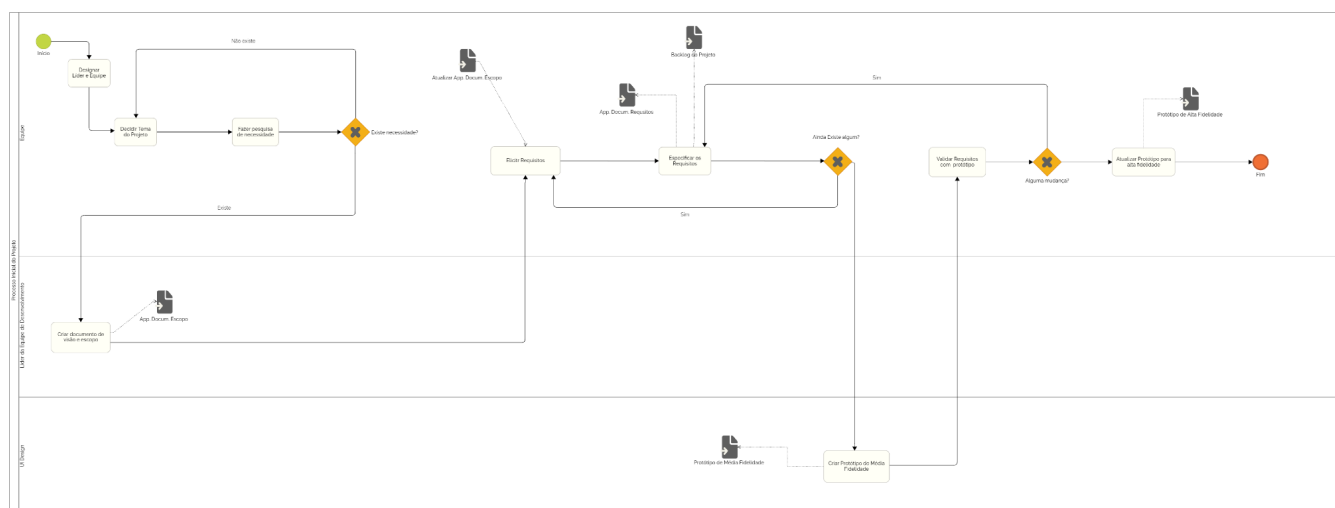 Processo Inicial do Projeto
Equipe
Início
Designar
Líder e Equipe
Não existe
Decidir Tema
do Projeto
Fazer pesquisa
de necessidade
Existe necessidade?
Existe
Atualizar App. Docum. Escopo
Elicitar Requisitos
Backlog do Projeto
App. Docum. Requisitos
Especificar os
Requisitos
Ainda Existe algum?
Sim
Sim
Validar Requisitos
com protótipo
Alguma mudança?
Protótipo de Alta Fidelidade
Atualizar Protótipo para
alta fidelidade
Fim
Líder da Equipe de Desenvolvimento
Criar documento de
visão e escopo
App. Docum. Escopo
UI Design
Protótipo de Média Fidelidade
Criar Protótipo de Média
Fidelidade